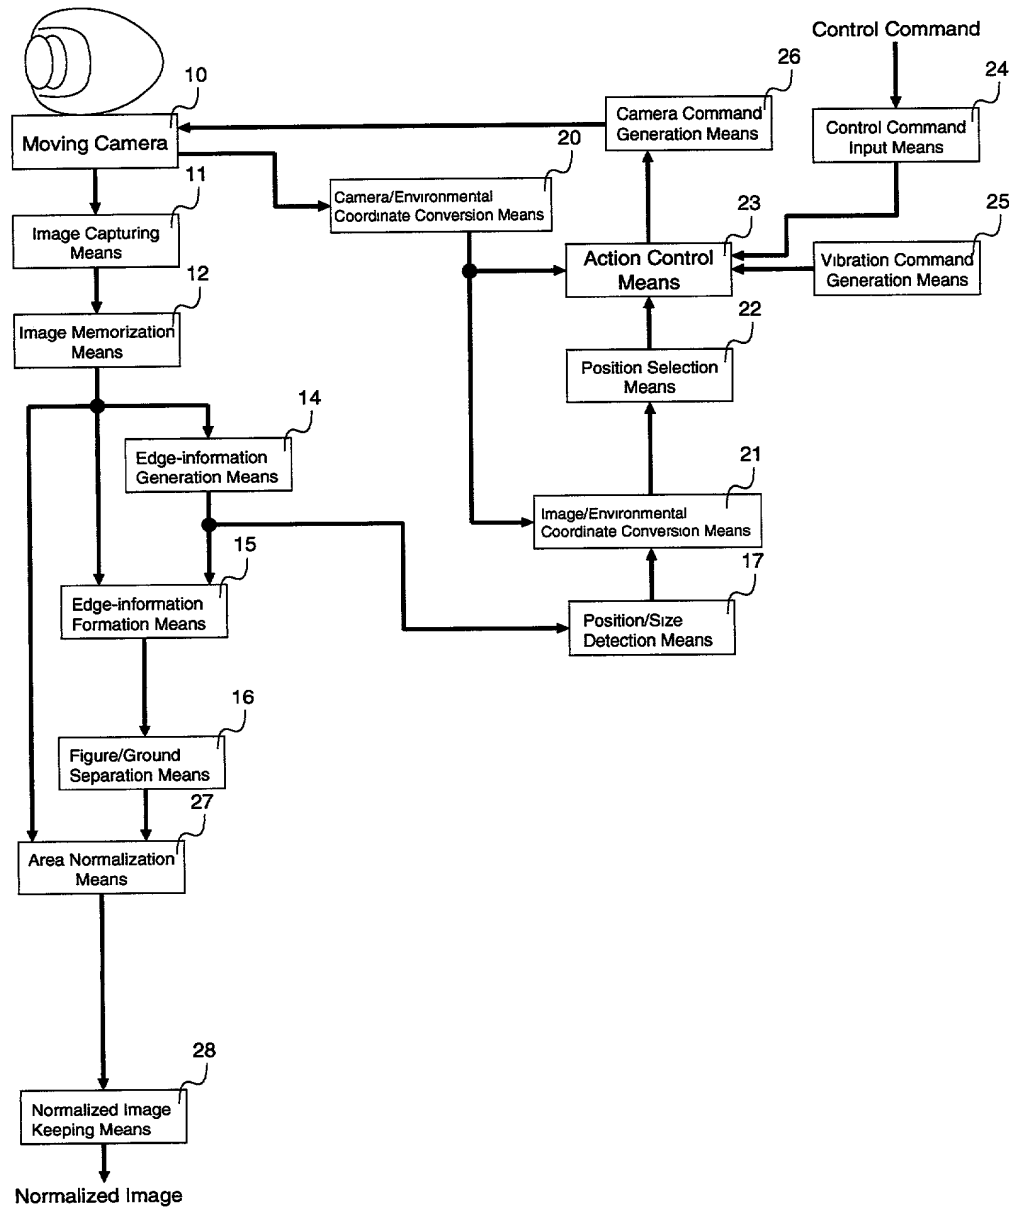 Control Command
26
24
10
Camera Command
Generation Means
Control Command
Input Means
Moving Camera
20
11
Camera/Environmental
Coordinate Conversion Means
25
23
Image Capturing
Means
Action Control
Means
Vibration Command
Generation Means
12
22
Image Memorization
Means
Position Selection
Means
14
Edge-information
Generation Means
21
Image/Environmental
Coordinate Conversion Means
15
17
Edge-information
Formation Means
Position/Size
Detection Means
16
Figure/Ground
Separation Means
27
Area Normalization
Means
28
Normalized Image
Keeping Means
Normalized Image